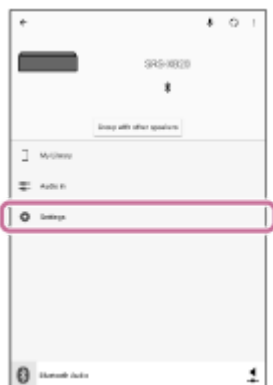 SRS-XB20
Group with other speakers
My Library
Audio in
Settings
Bluetooth Audio